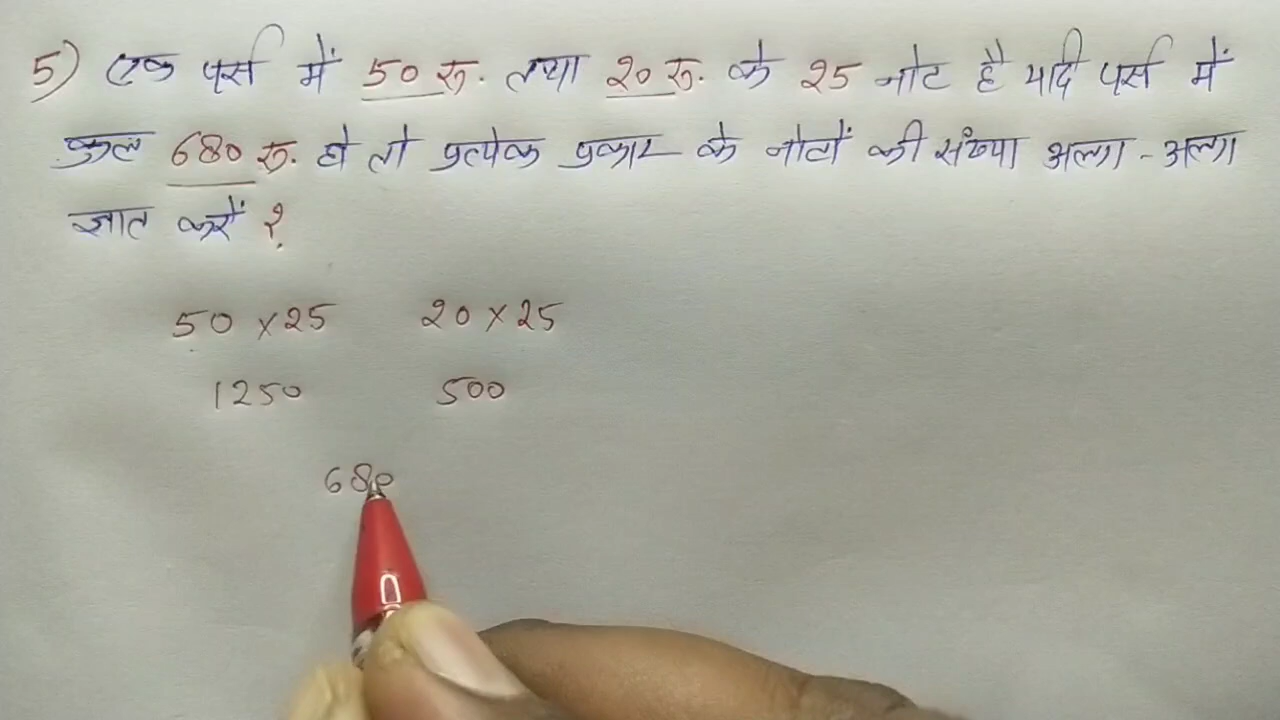 5) एक पर्स में 50 रु. तथा 20 रु. के 25 नोट है यदि पर्स में
कुल 680 रु. हो तो प्रत्येक प्रकार के नोटों की संख्या अलग - अलग
ज्ञात करें ?
50 × 25 20 × 25
1250 500
680